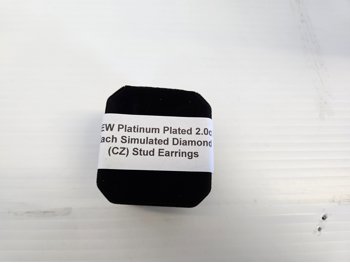 EW Platinum Plated 2.0c
ach Simulated Diamond
(CZ) Stud Earrings